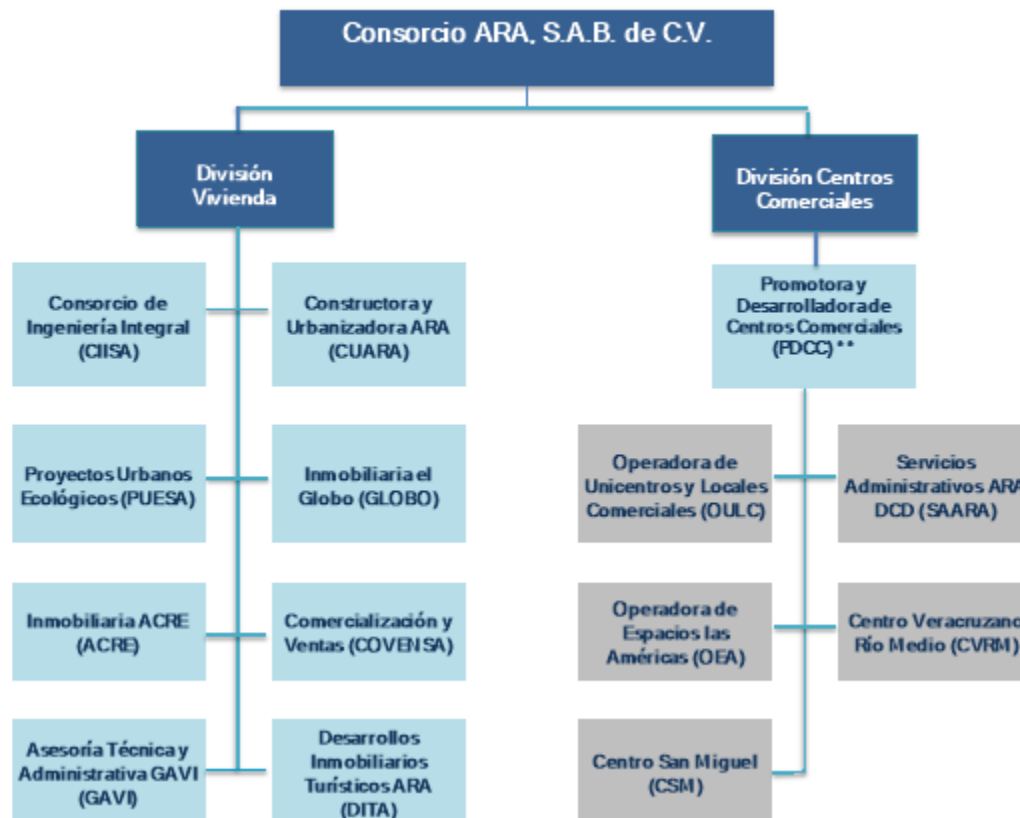 Consorcio ARA, S.A.B. de C.V.
División
Vivienda
División Centros
Comerciales
Consorcio de
Ingeniería Integral
(CIISA)
Constructora y
Urbanizadora ARA
(CUARA)
Promotora y
Desarrolladora de
Centros Comerciales
(PDCC) **
Proyectos Urbanos
Ecológicos (PUESA)
Inmobiliaria el
Globo (GLOBO)
Operadora de
Unicentros y Locales
Comerciales (OULC)
Servicios
Administrativos ARA
DCD (SAARA)
Inmobiliaria ACRE
(ACRE)
Comercialización y
Ventas (COVENSA)
Operadora de
Espacios las
Américas (OEA)
Centro Veracruzano
Río Medio (CVRM)
Asesoría Técnica y
Administrativa GAVI
(GAVI)
Desarrollos
Inmobiliarios
Turísticos ARA
(DITA)
Centro San Miguel
(CSM)